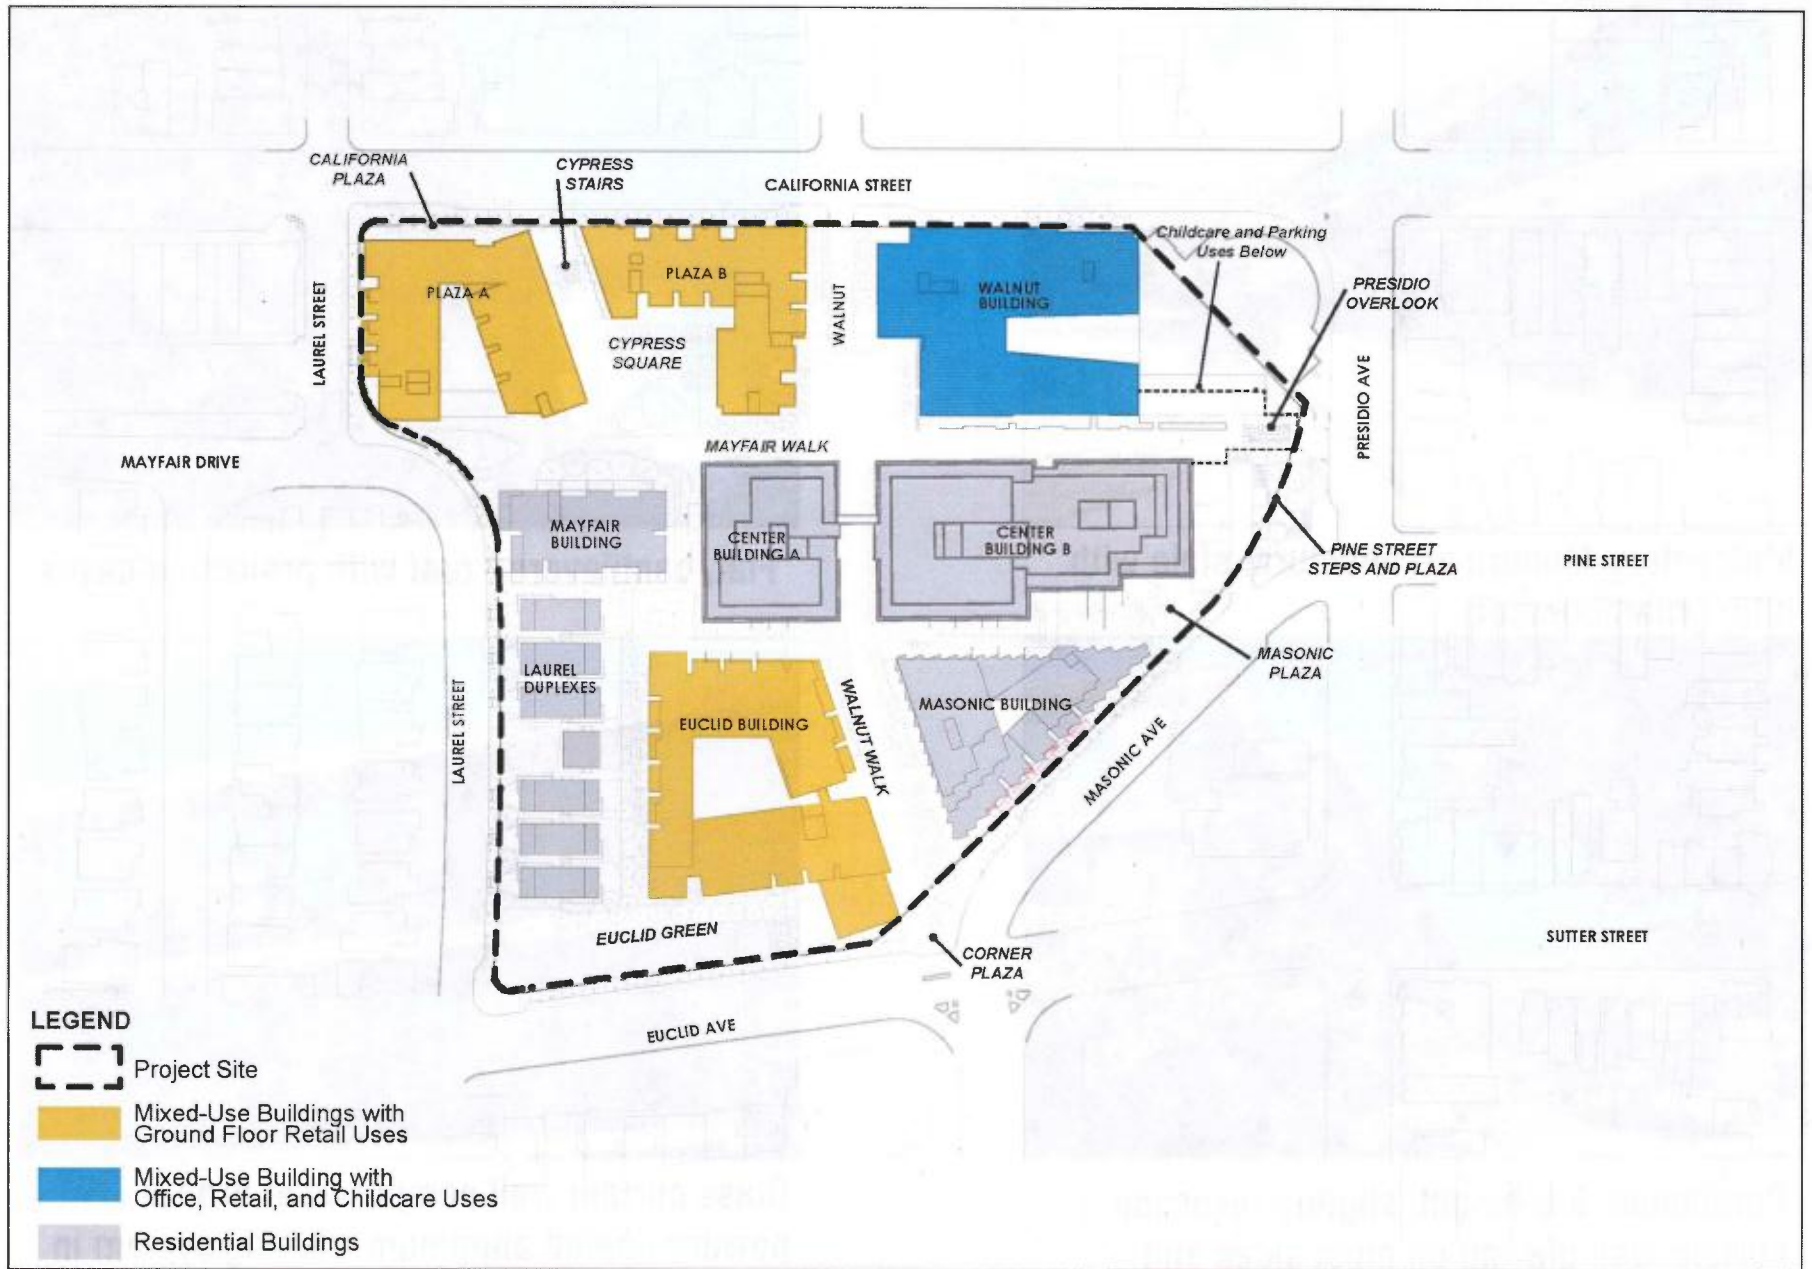 CALIFORNIA
PLAZA
CYPRESS
STAIRS
CALIFORNIA STREET
Childcare and Parking
Uses Below
PRESIDIO
OVERLOOK
LAUREL STREET
PLAZA A
PLAZA B
WALNUT
WALNUT
BUILDING
CYPRESS
SQUARE
PRESIDIO AVE
MAYFAIR DRIVE
MAYFAIR WALK
MAYFAIR
BUILDING
CENTER
BUILDING A
CENTER
BUILDING B
PINE STREET
STEPS AND PLAZA
PINE STREET
LAUREL
DUPLEXES
LAUREL STREET
EUCLID BUILDING
WALNUT WALK
MASONIC BUILDING
MASONIC
PLAZA
MASONIC AVE
EUCLID GREEN
CORNER
PLAZA
SUTTER STREET
EUCLID AVE
LEGEND
Project Site
Mixed-Use Buildings with
Ground Floor Retail Uses
Mixed-Use Building with
Office, Retail, and Childcare Uses
Residential Buildings